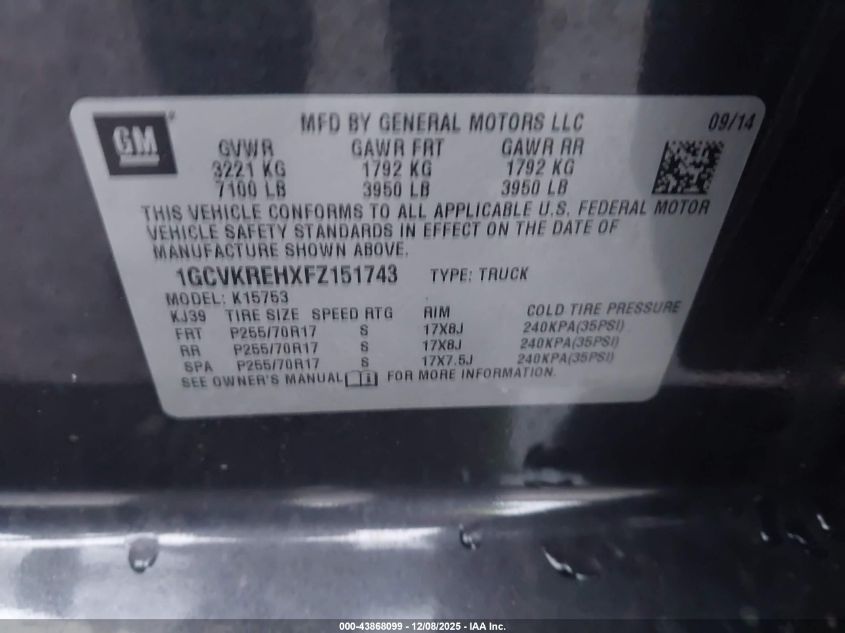 GM
MFD BY GENERAL MOTORS LLC 09/14
GVWR GAWR FRT GAWR RR
3221 KG 1792 KG 1792 KG
7100 LB 3950 LB 3950 LB
THIS VEHICLE CONFORMS TO ALL APPLICABLE U.S. FEDERAL MOTOR
VEHICLE SAFETY STANDARDS IN EFFECT ON THE DATE OF
MANUFACTURE SHOWN ABOVE.
1GCVKREHXFZ151743 TYPE: TRUCK
MODEL: K15753
KJ39 TIRE SIZE SPEED RTG RIM COLD TIRE PRESSURE
FRT P255/70R17 S 17X8J 240KPA(35PSI)
RR P255/70R17 S 17X8J 240KPA(35PSI)
SPA P255/70R17 S 17X7.5J 240KPA(35PSI)
SEE OWNER'S MANUAL FOR MORE INFORMATION.
000-43868099 - 12/08/2025 - IAA Inc.